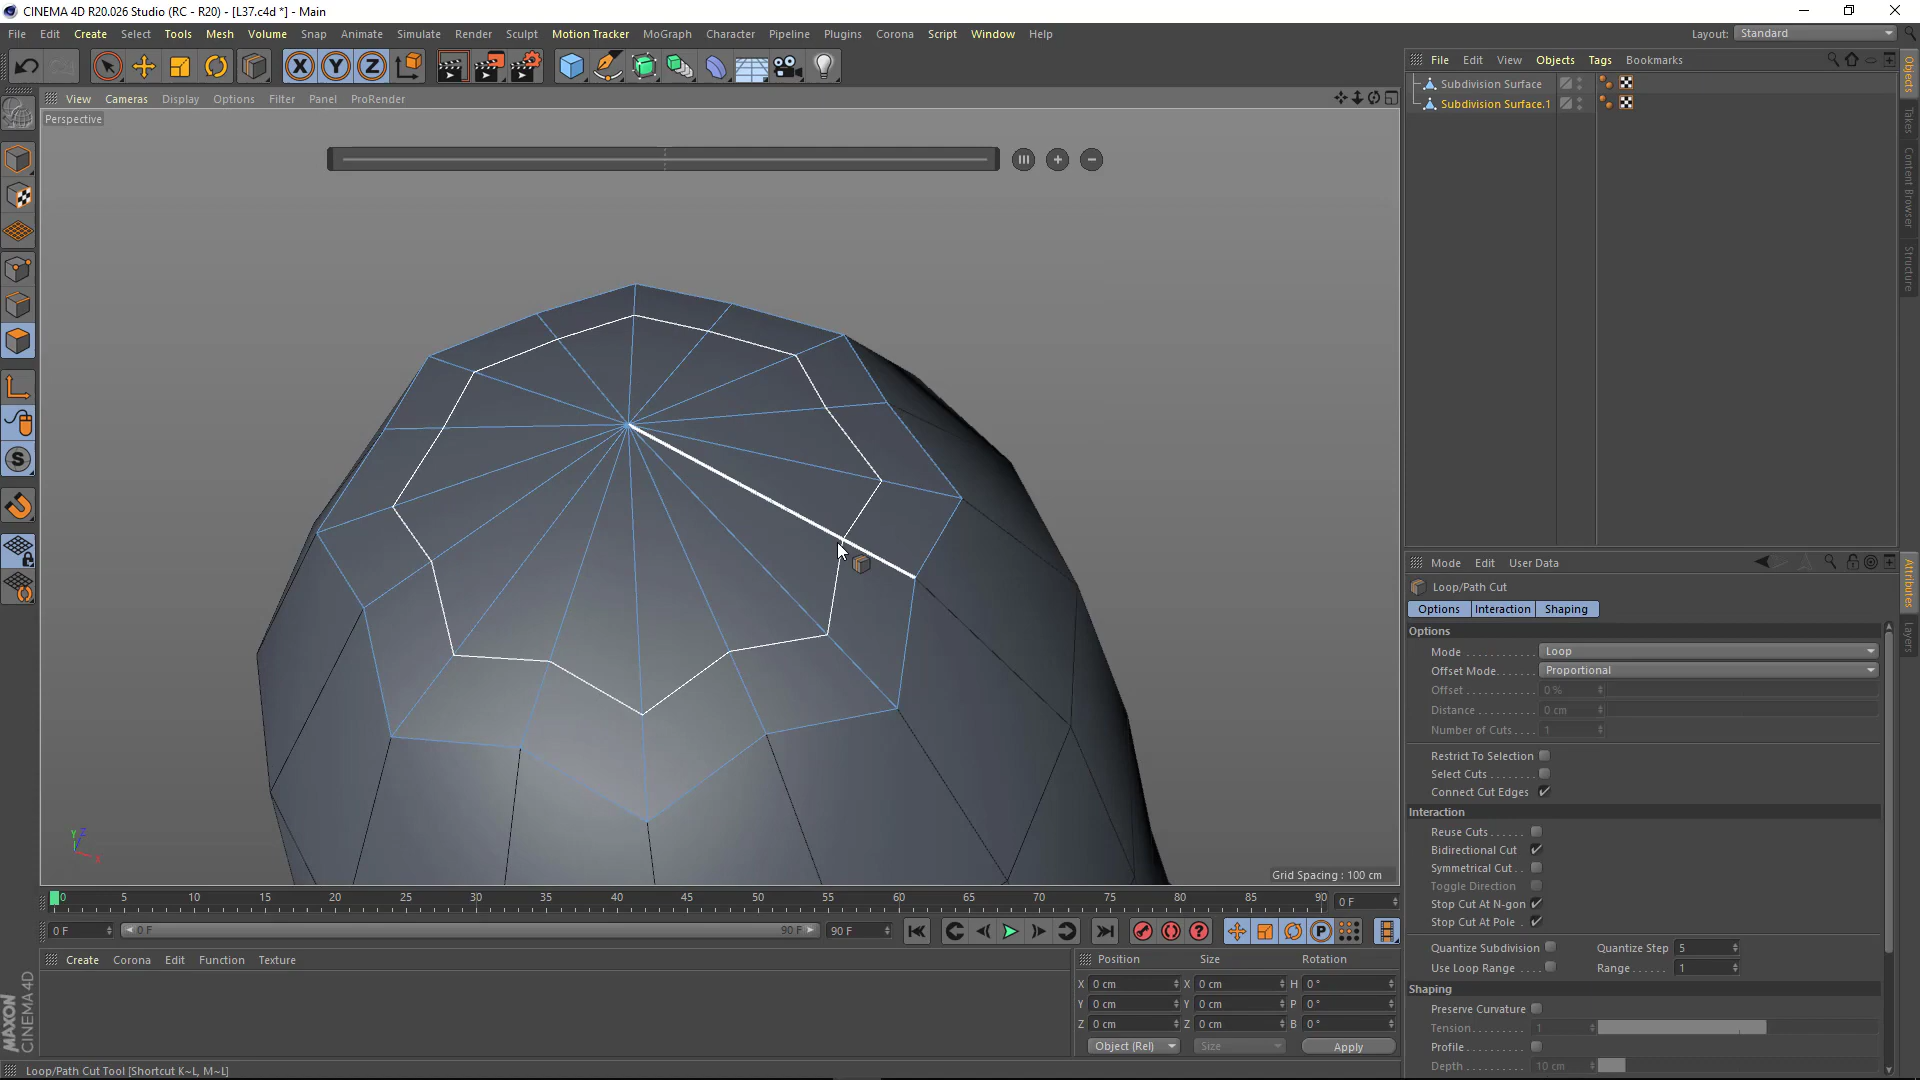 CINEMA 4D R20.026 Studio (RC - R20) - [L37.c4d *] - Main
File Edit Create Select Tools Mesh Volume Snap Animate Simulate Render Sculpt Motion Tracker MoGraph Character Pipeline Plugins Corona Script Window Help Layout: Standard
X Y Z
File Edit View Objects Tags Bookmarks
Subdivision Surface
Subdivision Surface.1
View Cameras Display Options Filter Panel ProRender
Perspective
Objects
Takes
Content Browser
Structure
Mode Edit User Data
Loop/Path Cut
Options Interaction Shaping
Options
Mode Loop
Offset Mode Proportional
Offset 0 %
Distance 0 cm
Number of Cuts 1
Restrict To Selection
Select Cuts
Connect Cut Edges
Interaction
Reuse Cuts
Bidirectional Cut
Symmetrical Cut
Toggle Direction
Stop Cut At N-gon
Stop Cut At Pole
Quantize Subdivision Quantize Step 5
Use Loop Range Range 1
Shaping
Preserve Curvature
Tension 1
Profile
Depth 10 cm
Attributes
Layers
Y Z X
Grid Spacing : 100 cm
0 5 10 15 20 25 30 35 40 45 50 55 60 65 70 75 80 85 90 0 F
0 F 0 F 90 F 90 F
Create Corona Edit Function Texture
Position Size Rotation
X 0 cm X 0 cm H 0 °
Y 0 cm Y 0 cm P 0 °
Z 0 cm Z 0 cm B 0 °
Object (Rel) Size Apply
MAXON CINEMA 4D
Loop/Path Cut Tool [Shortcut K~L, M~L]